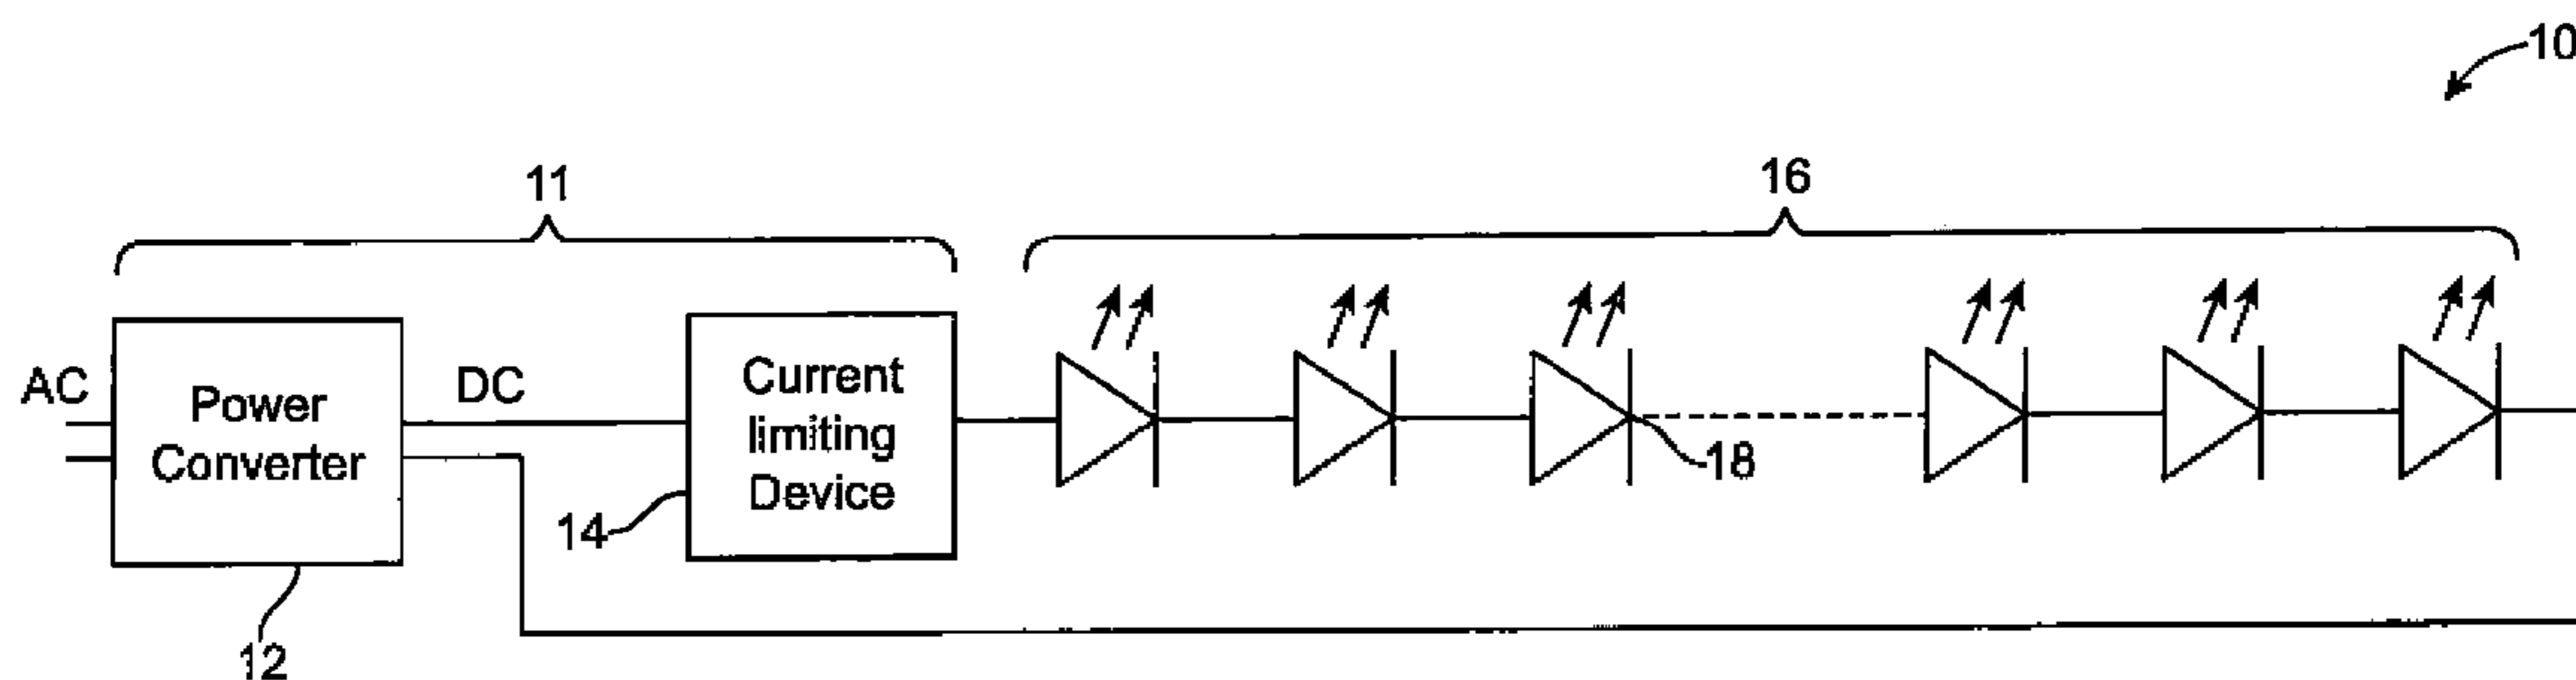 10
11
16
AC
Power
Converter
DC
Current
limiting
Device
14
18
12